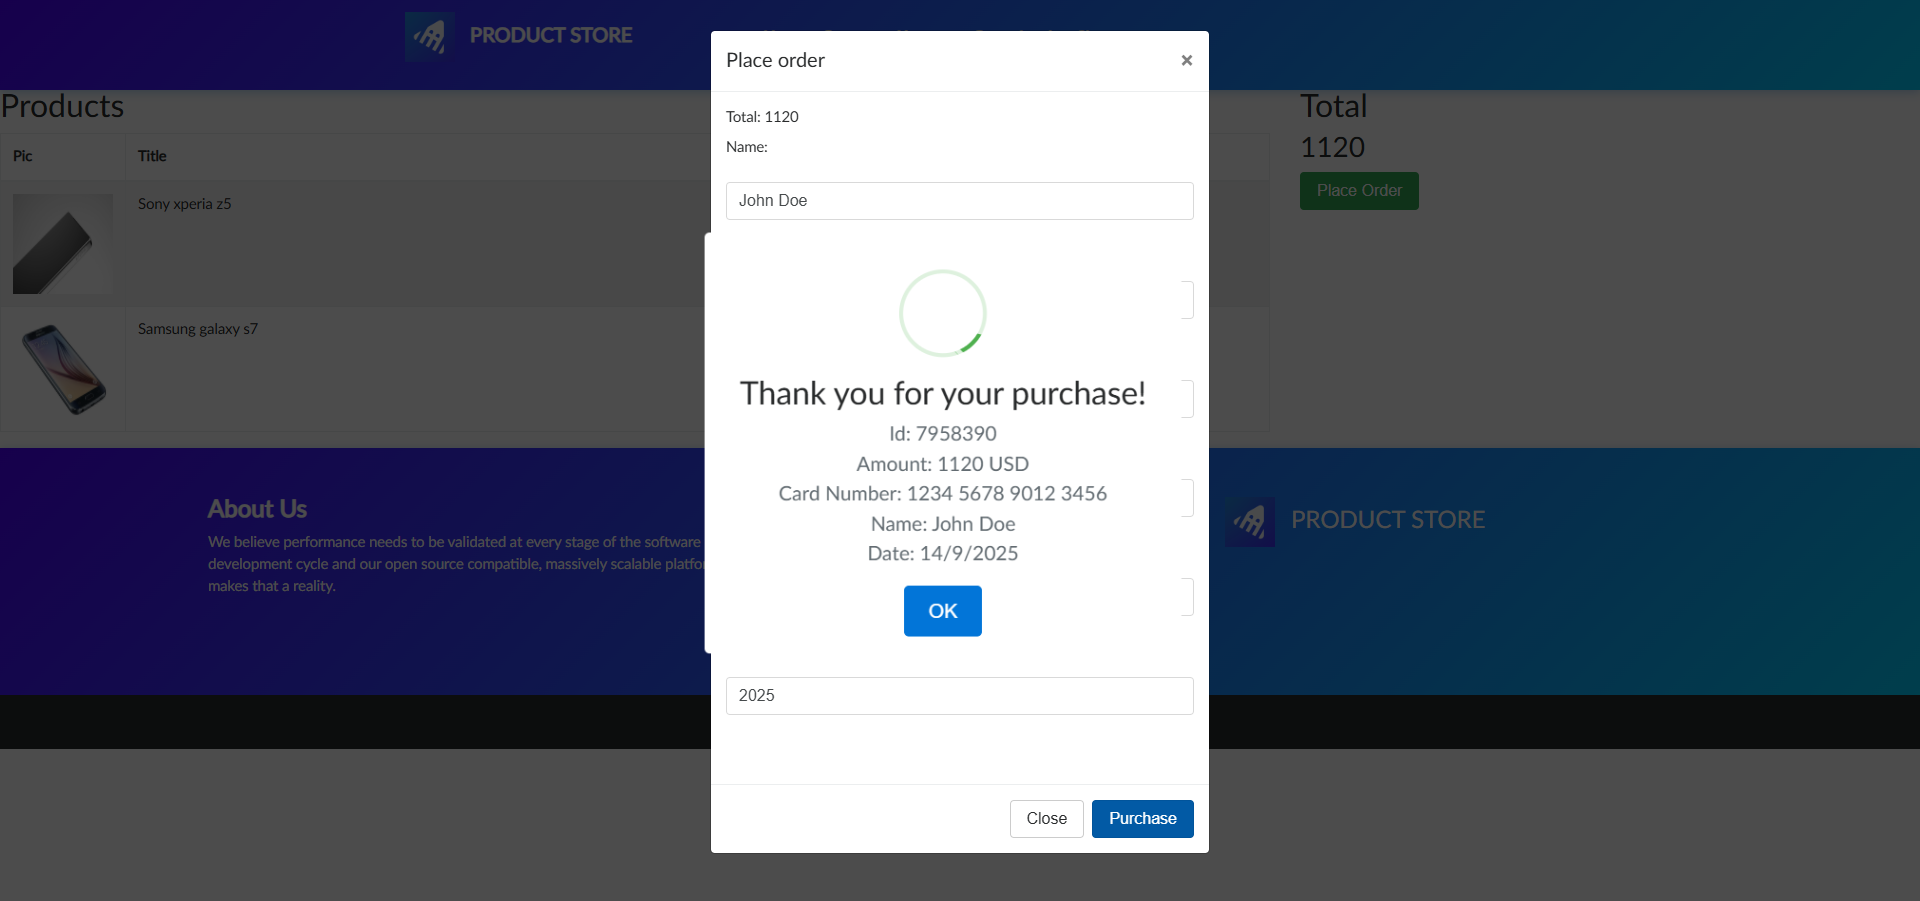 PRODUCT STORE
Place order
×
Total: 1120
Name:
John Doe
Products
Pic
Title
Sony xperia z5
Samsung galaxy s7
Total
1120
Place Order
Thank you for your purchase!
Id: 7958390
Amount: 1120 USD
Card Number: 1234 5678 9012 3456
Name: John Doe
Date: 14/9/2025
OK
2025
Close
Purchase
About Us
We believe performance needs to be validated at every stage of the software
development cycle and our open source compatible, massively scalable
makes that a reality.
PRODUCT STORE